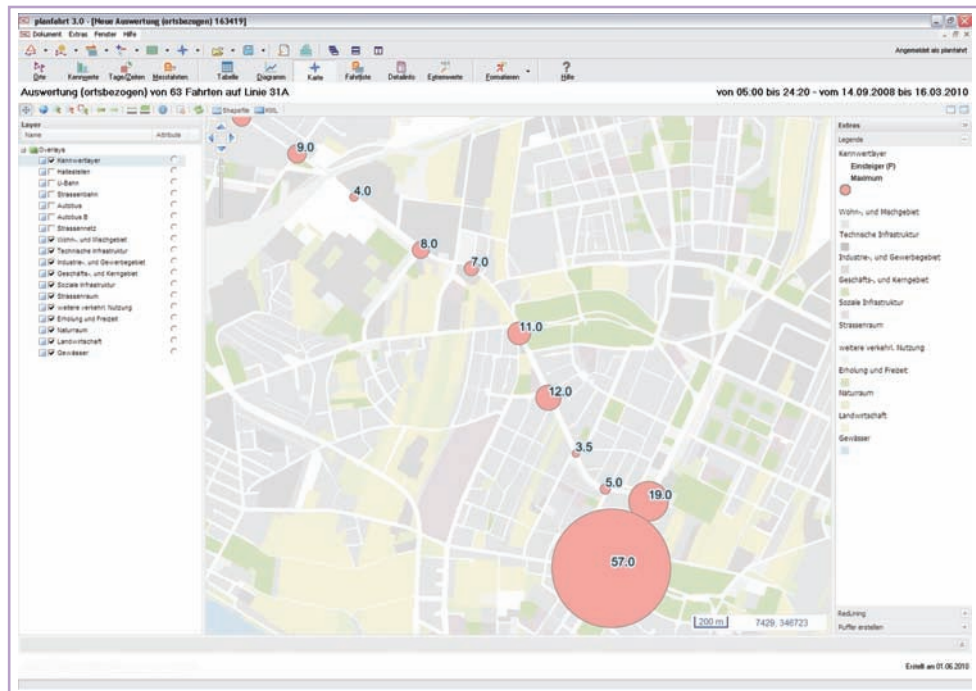 planfahrt 3.0 - [Neue Auswertung (ortsbezogen) 163419]
Dokument Extras Fenster Hilfe
Angemeldet als planfahrt
Orte Kennwerte Tage/Zeiten Messfahrten Tabelle Diagramm Karte Fahrtliste Detailinfo Extremwerte Formatieren Hilfe
Auswertung (ortsbezogen) von 63 Fahrten auf Linie 31A
von 05:00 bis 24:20 - vom 14.09.2008 bis 16.03.2010
Shapefile KML
Layer
Name Attribute
Overlays
Kennwertlayer
Haltestellen
U-Bahn
Strassenbahn
Autobus
Autobus B
Strassennetz
Wohn-, und Mischgebiet
Technische Infrastruktur
Industrie-, und Gewerbegebiet
Geschäfts-, und Kerngebiet
Soziale Infrastruktur
Strassenraum
weitere verkehrl. Nutzung
Erholung und Freizeit
Naturraum
Landwirtschaft
Gewässer
9.0
4.0
8.0
7.0
11.0
12.0
3.5
5.0
19.0
57.0
200 m
7429, 346723
Extras
Legende
Kennwertlayer
Einsteiger (P)
Maximum
Wohn-, und Mischgebiet
Technische Infrastruktur
Industrie-, und Gewerbegebiet
Geschäfts-, und Kerngebiet
Soziale Infrastruktur
Strassenraum
weitere verkehrl. Nutzung
Erholung und Freizeit
Naturraum
Landwirtschaft
Gewässer
Redlining
Puffer erstellen
Erstellt am 01.06.2010